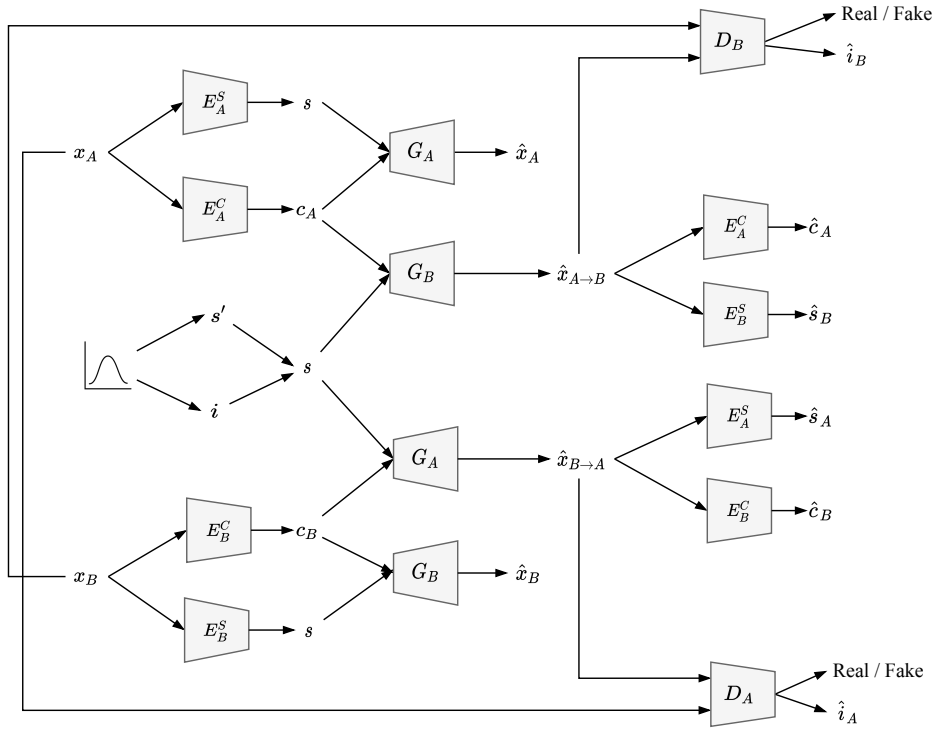 Real / Fake
D_B
î_B
E_A^S
s
x_A
G_A
x̂_A
E_A^C
c_A
E_A^C
ĉ_A
G_B
x̂_{A→B}
s′
E_B^S
ŝ_B
s
i
E_A^S
ŝ_A
G_A
x̂_{B→A}
E_B^C
c_B
E_B^C
ĉ_B
x_B
G_B
x̂_B
E_B^S
s
Real / Fake
D_A
î_A